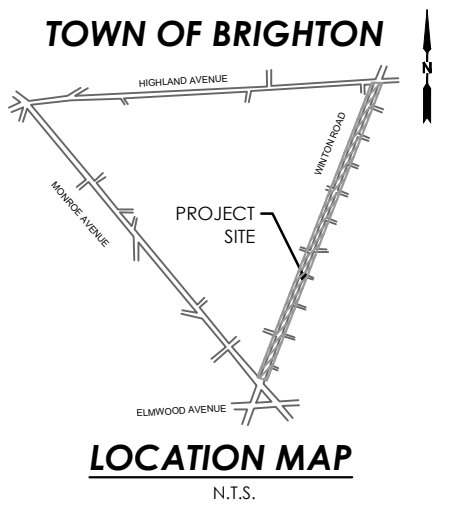 TOWN OF BRIGHTON
N
HIGHLAND AVENUE
WINTON ROAD
MONROE AVENUE
PROJECT
SITE
ELMWOOD AVENUE
LOCATION MAP
N.T.S.